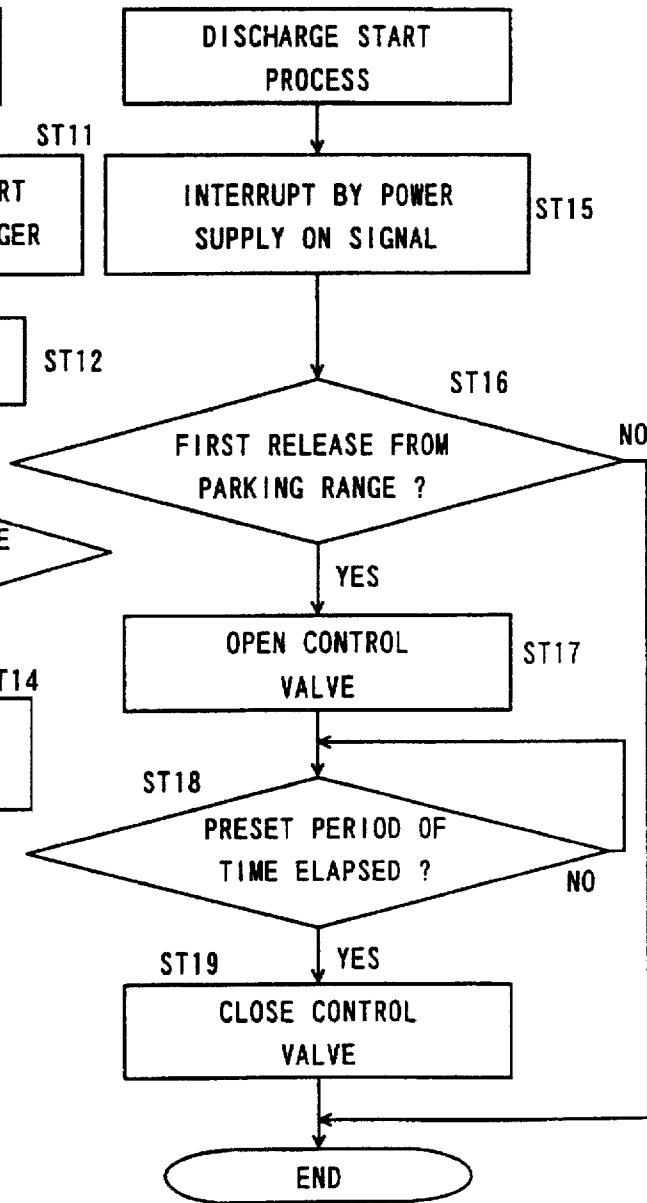 DISCHARGE START
PROCESS
ST11
RT
GER
INTERRUPT BY POWER
SUPPLY ON SIGNAL
ST15
ST12
ST16
FIRST RELEASE FROM
PARKING RANGE ?
NO
E
YES
OPEN CONTROL
VALVE
ST17
T14
ST18
PRESET PERIOD OF
TIME ELAPSED ?
NO
YES
ST19
CLOSE CONTROL
VALVE
END